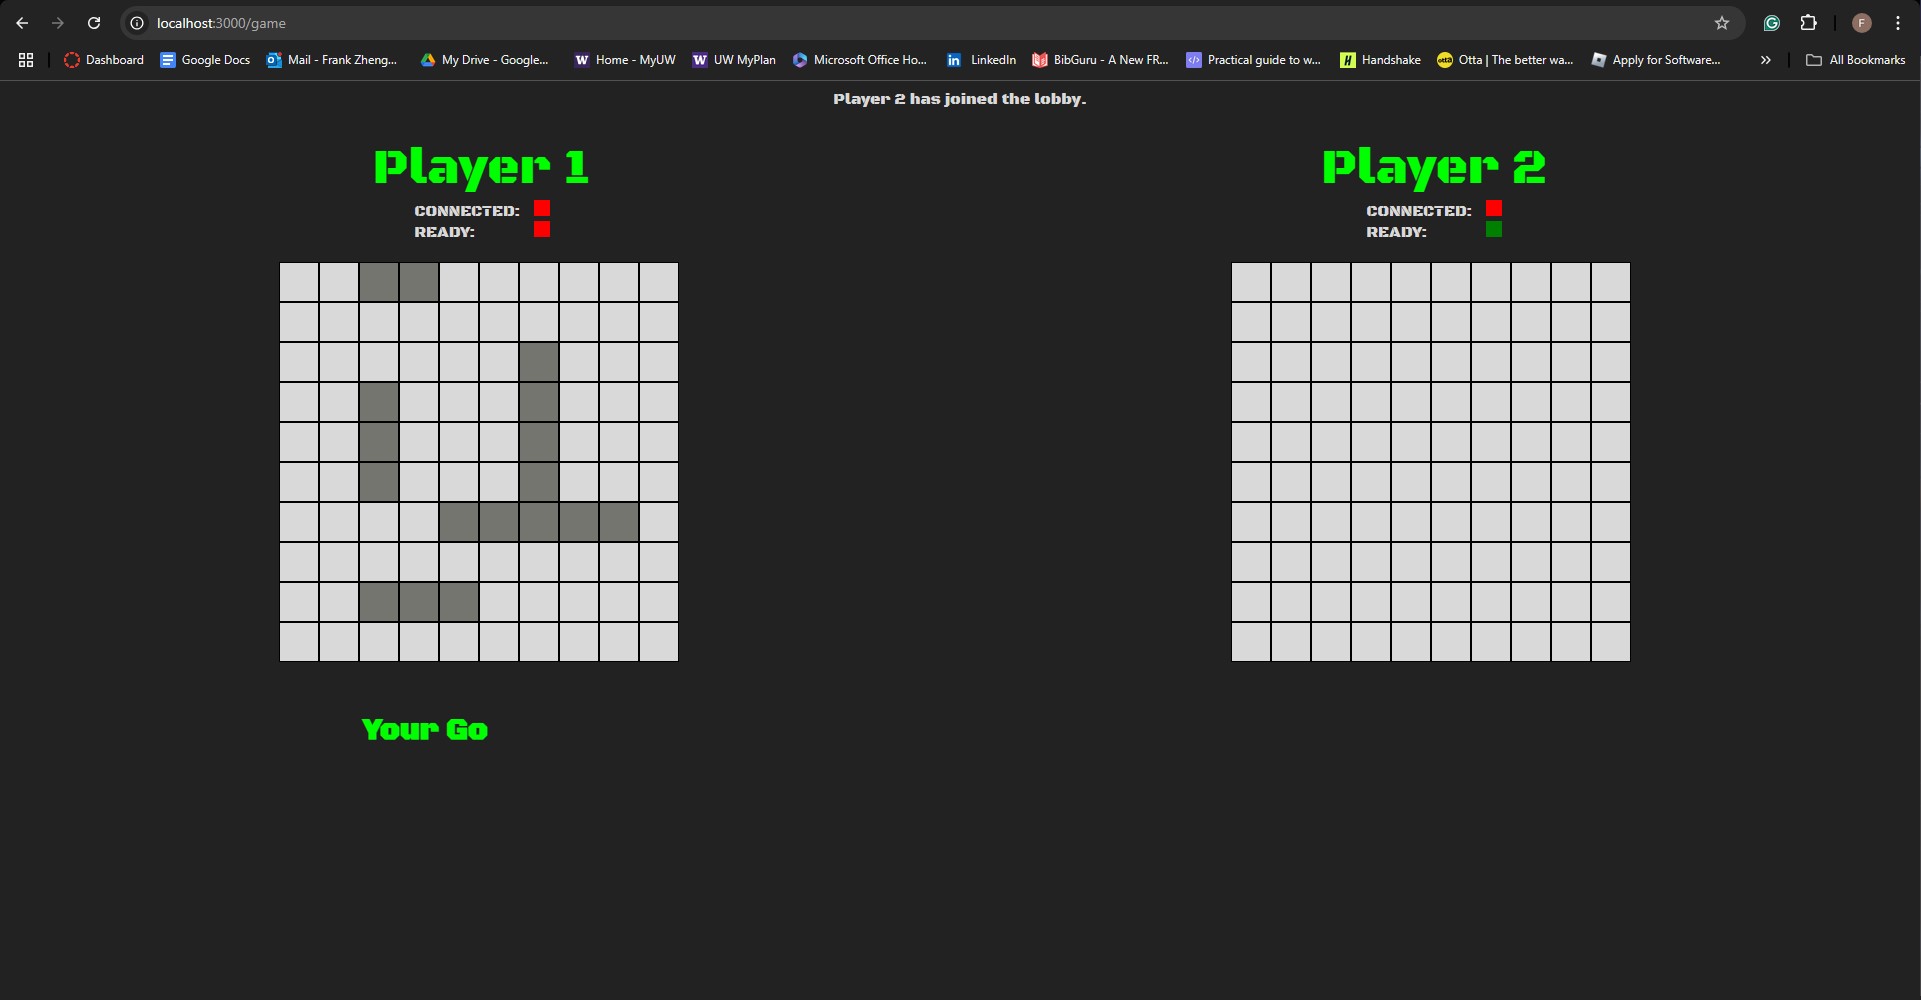 localhost:3000/game
F
Dashboard Google Docs Mail - Frank Zheng... My Drive - Google... W Home - MyUW W UW MyPlan Microsoft Office Ho... in LinkedIn BibGuru - A New FR... </> Practical guide to w... H Handshake otta Otta | The better wa... Apply for Software... » All Bookmarks
Player 2 has joined the lobby.
Player 1
CONNECTED:
READY:
Player 2
CONNECTED:
READY:
Your Go